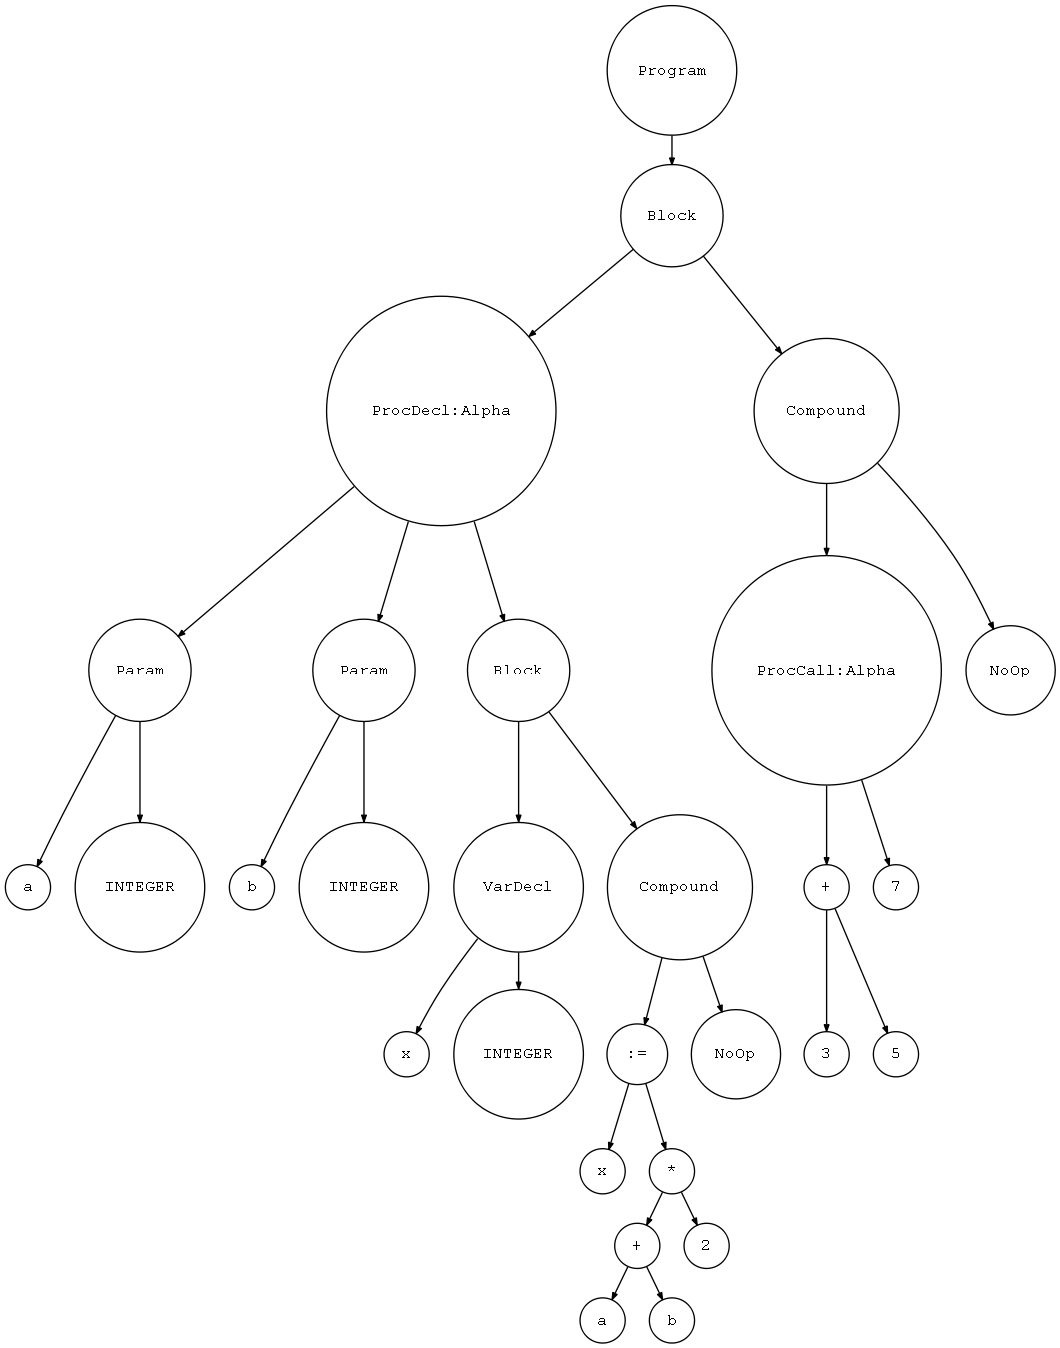 Program
Block
ProcDecl:Alpha
Compound
Param
Param
Block
ProcCall:Alpha
NoOp
a
INTEGER
b
INTEGER
VarDecl
Compound
+
7
x
INTEGER
:=
NoOp
3
5
x
*
+
2
a
b